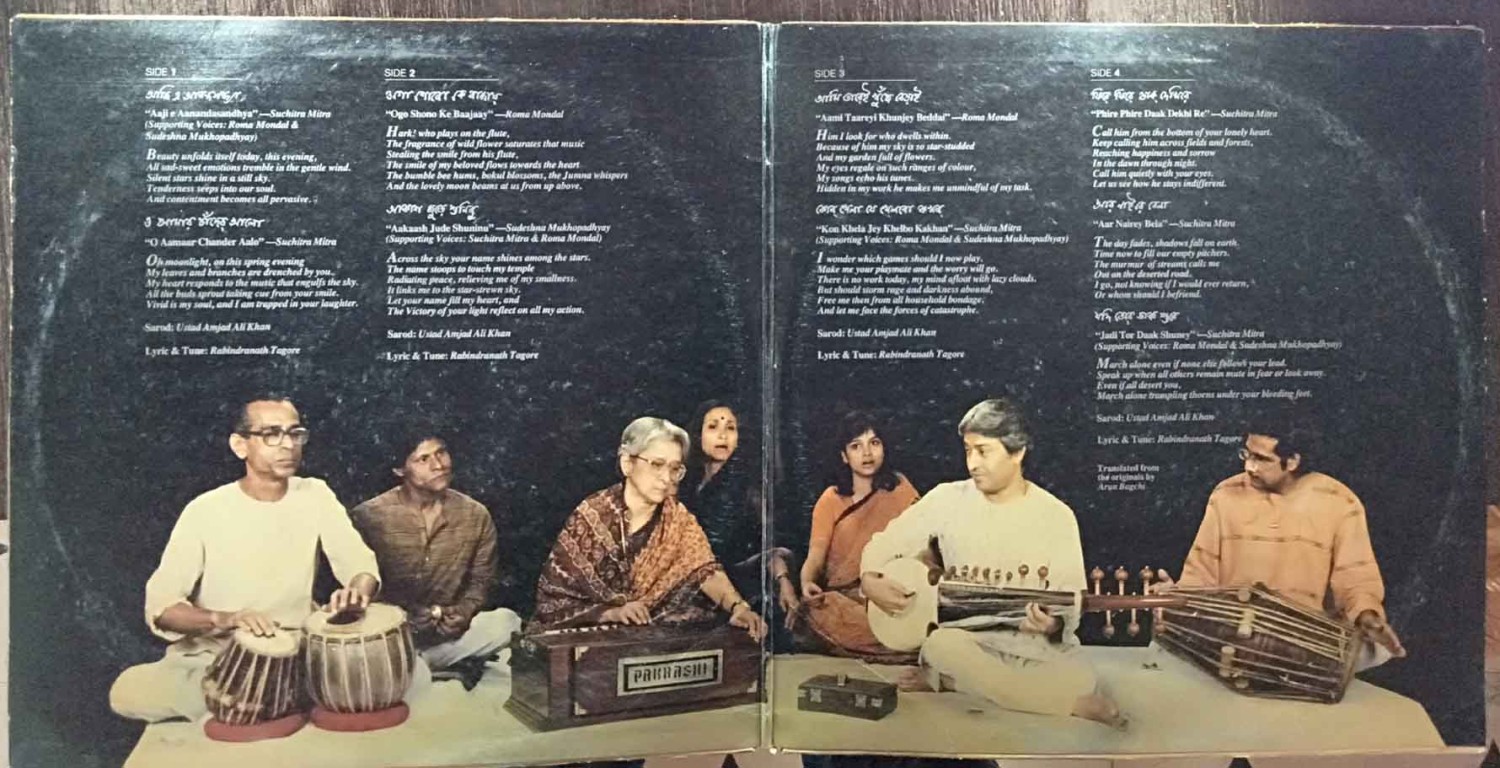 SIDE 1
আজি এ আনন্দসন্ধ্যা
"Aaji e Aanandasandhya" —Suchitra Mitra
(Supporting Voices: Roma Mondal &
Sudeshna Mukhopadhyay)
Beauty unfolds itself today, this evening,
All sad-sweet emotions tremble in the gentle wind.
Silent stars shine in a still sky.
Tenderness seeps into our soul.
And contentment becomes all pervasive.
ও আমার চাঁদের আলো
"O Aamaar Chander Aalo" —Suchitra Mitra
Oh moonlight, on this spring evening
My leaves and branches are drenched by you.
My heart responds to the music that engulfs the sky.
All the buds sprout taking cue from your smile.
Vivid is my soul, and I am trapped in your laughter.
Sarod: Ustad Amjad Ali Khan
Lyric & Tune: Rabindranath Tagore
SIDE 2
ওগো শোনো কে বাজায়
"Ogo Shono Ke Baajaay" —Roma Mondal
Hark! who plays on the flute,
The fragrance of wild flower saturates that music
Stealing the smile from his flute,
The smile of my beloved flows towards the heart
The bumble bee hums, bokul blossoms, the Jumna whispers
And the lovely moon beams at us from up above.
আকাশ জুড়ে শুনিনু
"Aakaash Jude Shuninu" —Sudeshna Mukhopadhyay
(Supporting Voices: Suchitra Mitra & Roma Mondal)
Across the sky your name shines among the stars.
The name stoops to touch my temple
Radiating peace, relieving me of my smallness.
It links me to the star-strewn sky.
Let your name fill my heart, and
The Victory of your light reflect on all my action.
Sarod: Ustad Amjad Ali Khan
Lyric & Tune: Rabindranath Tagore
SIDE 3
আমি তারেই খুঁজে বেড়াই
"Aami Taareyi Khunjey Beddai" —Roma Mondal
Him I look for who dwells within.
Because of him my sky is so star-studded
And my garden full of flowers.
My eyes regale on such ranges of colour,
My songs echo his tunes.
Hidden in my work he makes me unmindful of my task.
কোন খেলা যে খেলবো কখন
"Kon Khela Jey Khelbo Kakhan" —Suchitra Mitra
(Supporting Voices: Roma Mondal & Sudeshna Mukhopadhyay)
I wonder which games should I now play.
Make me your playmate and the worry will go.
There is no work today, my mind afloat with lazy clouds.
But should storm rage and darkness abound,
Free me then from all household bondage,
And let me face the forces of catastrophe.
Sarod: Ustad Amjad Ali Khan
Lyric & Tune: Rabindranath Tagore
SIDE 4
ফিরে ফিরে ডাক দেখিরে
"Phire Phire Daak Dekhi Re" —Suchitra Mitra
Call him from the bottom of your lonely heart.
Keep calling him across fields and forests,
Reaching happiness and sorrow
In the dawn through night.
Call him quietly with your eyes.
Let us see how he stays indifferent.
আর নাইরে বেলা
"Aar Nairey Bela" —Suchitra Mitra
The day fades, shadows fall on earth
Time now to fill our empty pitchers.
The murmur of streams calls me
Out on the deserted road.
I go, not knowing if I would ever return,
Or whom should I befriend.
যদি তোর ডাক শুনে
"Jadi Tor Daak Shuney" —Suchitra Mitra
(Supporting Voices: Roma Mondal & Sudeshna Mukhopadhyay)
March alone even if none else follows your lead.
Speak up when all others remain mute in fear or look away.
Even if all desert you,
March alone trampling thorns under your bleeding feet.
Sarod: Ustad Amjad Ali Khan
Lyric & Tune: Rabindranath Tagore
Translated from
the originals by
Arun Bagchi
PAKRASHI